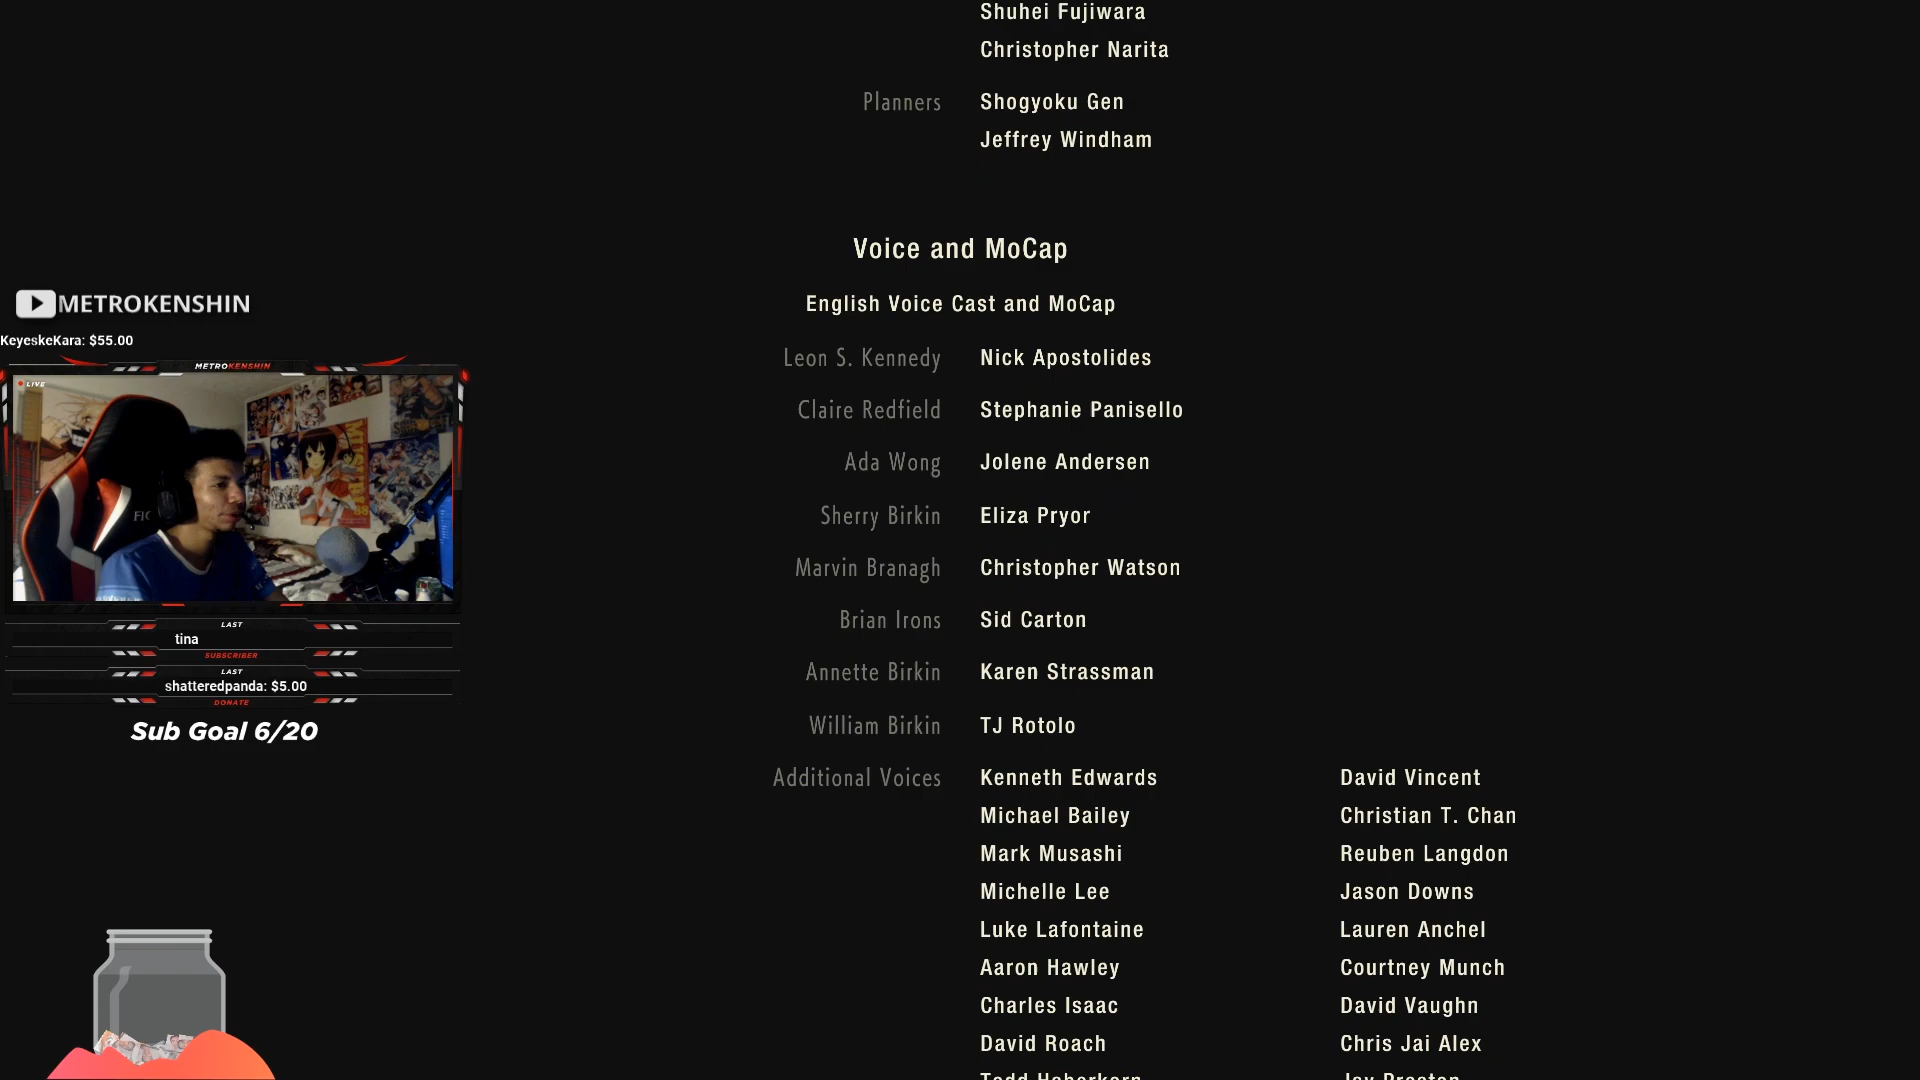 Shuhei Fujiwara
Christopher Narita
Planners Shogyoku Gen
Jeffrey Windham
Voice and MoCap
English Voice Cast and MoCap
Leon S. Kennedy Nick Apostolides
Claire Redfield Stephanie Panisello
Ada Wong Jolene Andersen
Sherry Birkin Eliza Pryor
Marvin Branagh Christopher Watson
Brian Irons Sid Carton
Annette Birkin Karen Strassman
William Birkin TJ Rotolo
Additional Voices Kenneth Edwards David Vincent
Michael Bailey Christian T. Chan
Mark Musashi Reuben Langdon
Michelle Lee Jason Downs
Luke Lafontaine Lauren Anchel
Aaron Hawley Courtney Munch
Charles Isaac David Vaughn
David Roach Chris Jai Alex
METROKENSHIN
KeyeskeKara: $55.00
METROKENSHIN
LIVE
LAST
tina
SUBSCRIBER
LAST
shatteredpanda: $5.00
DONATE
Sub Goal 6/20